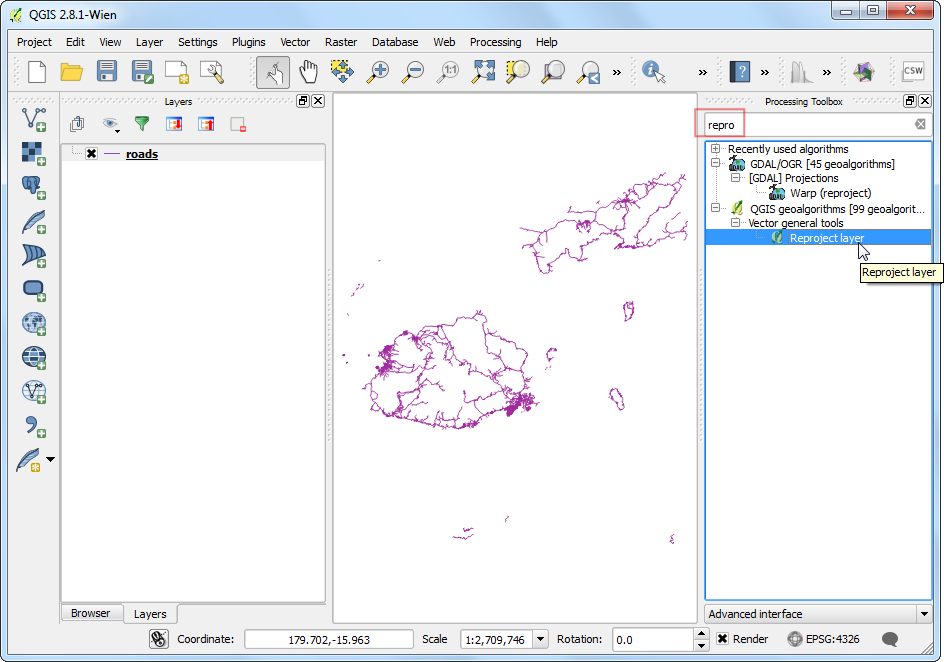 QGIS 2.8.1-Wien
Project Edit View Layer Settings Plugins Vector Raster Database Web Processing Help
1:1
?
CSW
Layers
roads
Browser
Layers
Processing Toolbox
repro
Recently used algorithms
GDAL/OGR [45 geoalgorithms]
[GDAL] Projections
Warp (reproject)
QGIS geoalgorithms [99 geoalgorit...
Vector general tools
Reproject layer
Reproject layer
Advanced interface
Coordinate: 179.702,-15.963 Scale 1:2,709,746 Rotation: 0.0 Render EPSG:4326